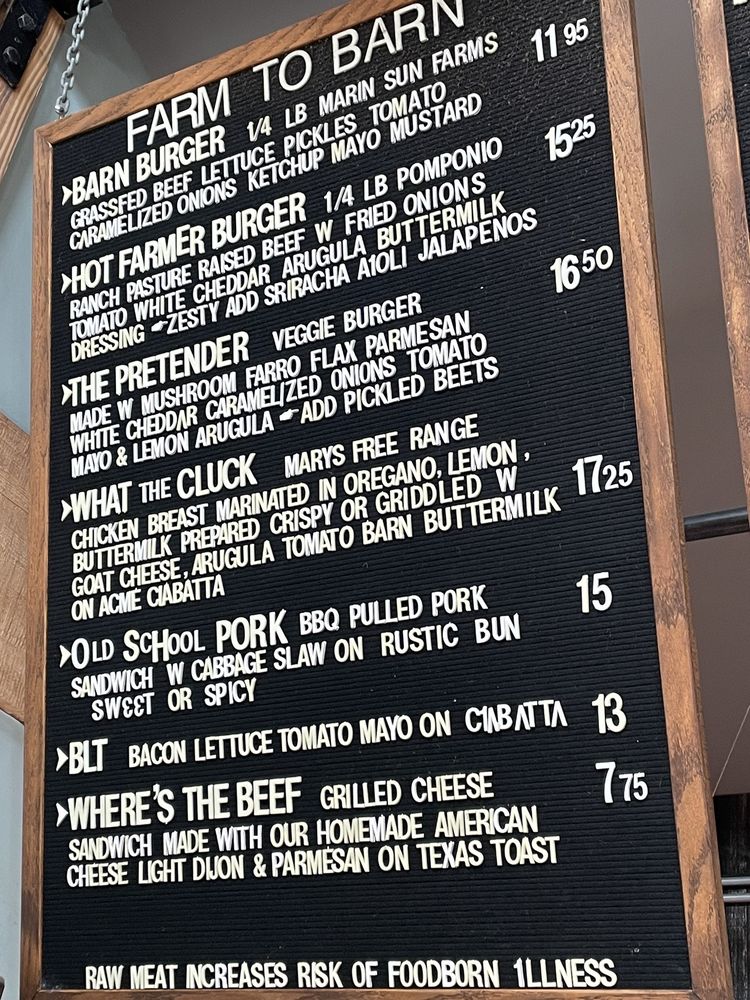 FARM TO BARN
BARN BURGER 1/4 LB MARIN SUN FARMS 11 95
GRASSFED BEEF LETTUCE PICKLES TOMATO
CARAMELIZED ONIONS KETCHUP MAYO MUSTARD
HOT FARMER BURGER 1/4 LB POMPONIO 15 25
RANCH PASTURE RAISED BEEF W FRIED ONIONS
TOMATO WHITE CHEDDAR ARUGULA BUTTERMILK
DRESSING ☛ZESTY ADD SRIRACHA A1OLI JALAPENOS
THE PRETENDER VEGGIE BURGER 16 50
MADE W MUSHROOM FARRO FLAX PARMESAN
WHITE CHEDDAR CARAMELIZED ONIONS TOMATO
MAYO & LEMON ARUGULA ☛ADD PICKLED BEETS
WHAT THE CLUCK MARYS FREE RANGE 17 25
CHICKEN BREAST MARINATED IN OREGANO, LEMON ,
BUTTERMILK PREPARED CRISPY OR GRIDDLED W
GOAT CHEESE, ARUGULA TOMATO BARN BUTTERMILK
ON ACME CIABATTA
OLD SCHOOL PORK BBQ PULLED PORK 15
SANDWICH W CABBAGE SLAW ON RUSTIC BUN
SWEET OR SPICY
BLT BACON LETTUCE TOMATO MAYO ON C1ABATTA 13
WHERE'S THE BEEF GRILLED CHEESE 7 75
SANDWICH MADE WITH OUR HOMEMADE AMERICAN
CHEESE LIGHT DIJON & PARMESAN ON TEXAS TOAST
RAW MEAT INCREASES RISK OF FOODBORN 1LLNESS